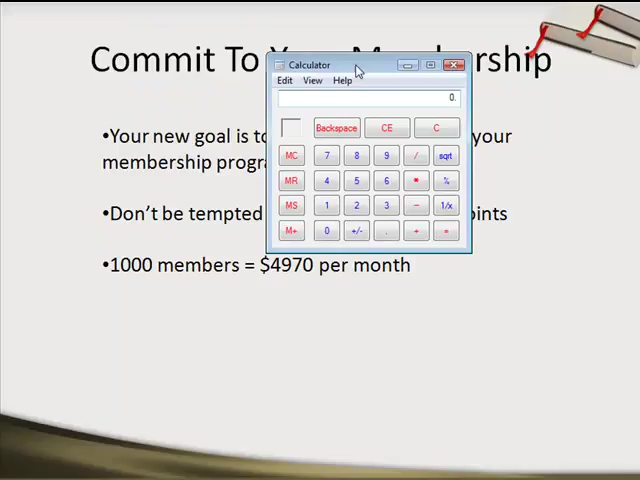 Commit To Your Membership
Calculator
Edit View Help
0.
Backspace CE C
MC 7 8 9 / sqrt
MR 4 5 6 * %
MS 1 2 3 - 1/x
M+ 0 +/- . + =
•Your new goal is to your
membership progra
•Don't be tempted oints
•1000 members = $4970 per month